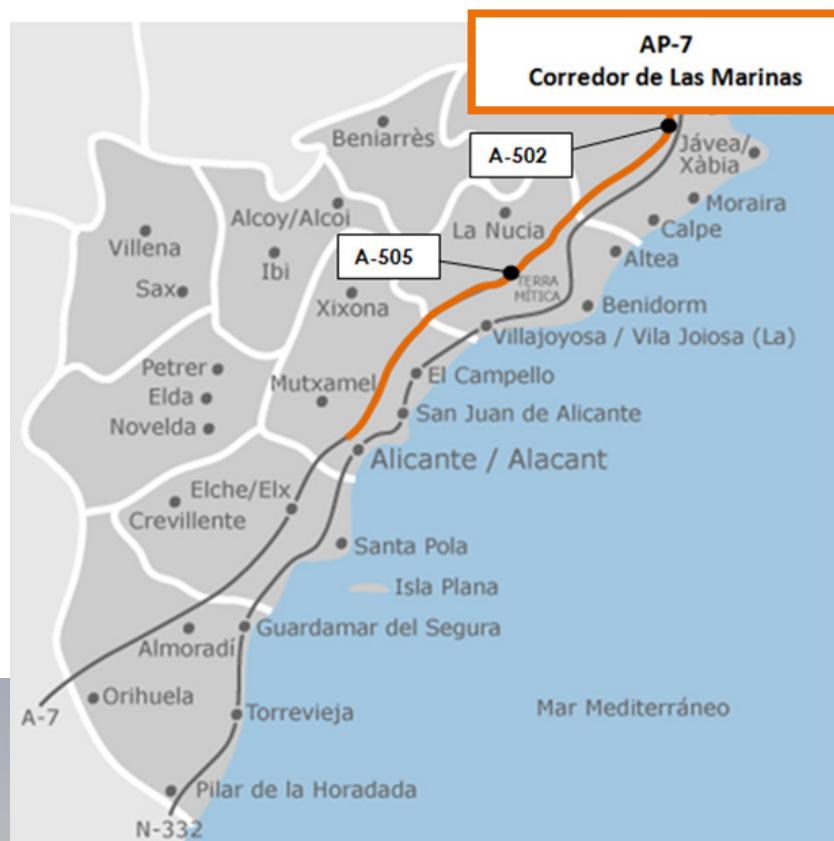 AP-7
Corredor de Las Marinas
Beniarrès
A-502
Jávea/
Xàbia
Moraira
Alcoy/Alcoi
La Nucia
Calpe
Villena
Ibi
A-505
Altea
TERRA
MÍTICA
Sax
Xixona
Benidorm
Villajoyosa / Vila Joiosa (La)
Petrer
Elda
Mutxamel
El Campello
San Juan de Alicante
Novelda
Alicante / Alacant
Elche/Elx
Crevillente
Santa Pola
Isla Plana
Guardamar del Segura
Almoradí
Orihuela
A-7
Torrevieja
Mar Mediterráneo
Pilar de la Horadada
N-332